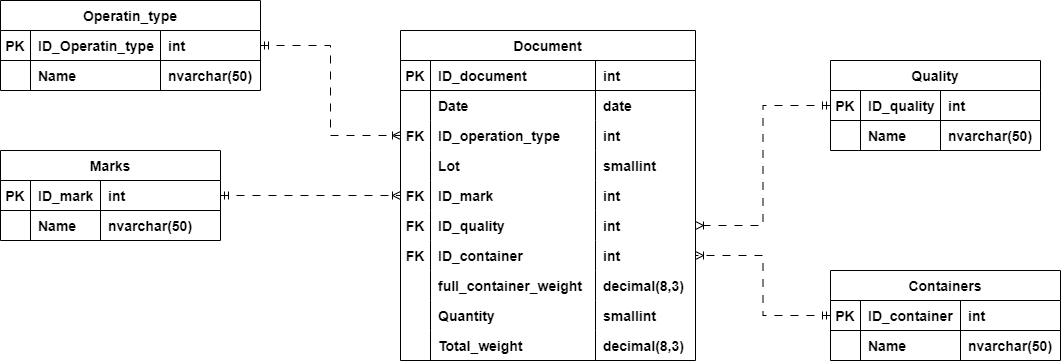 Operatin_type
PK ID_Operatin_type int
Name nvarchar(50)
Marks
PK ID_mark int
Name nvarchar(50)
Document
PK ID_document int
Date date
FK ID_operation_type int
Lot smallint
FK ID_mark int
FK ID_quality int
FK ID_container int
full_container_weight decimal(8,3)
Quantity smallint
Total_weight decimal(8,3)
Quality
PK ID_quality int
Name nvarchar(50)
Containers
PK ID_container int
Name nvarchar(50)